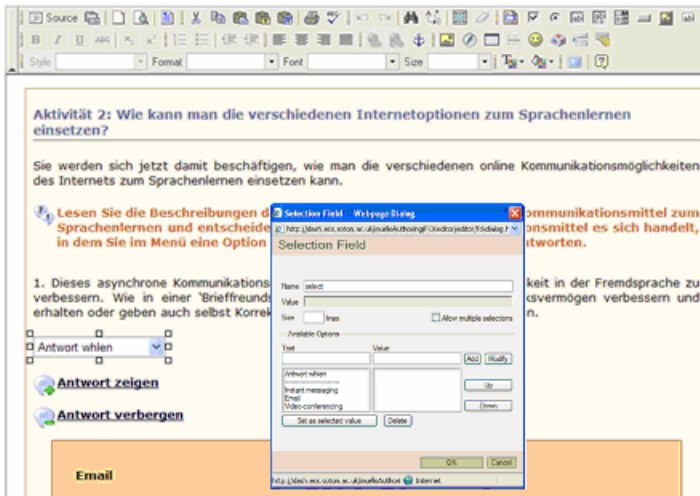 Source
B I U ABC
Style Format Font Size
Aktivität 2: Wie kann man die verschiedenen Internetoptionen zum Sprachenlernen
einsetzen?
Sie werden sich jetzt damit beschäftigen, wie man die verschiedenen online Kommunikationsmöglichkeiten
des Internets zum Sprachenlernen einsetzen kann.
Lesen Sie die Beschreibungen d
ommunikationsmittel zum
Sprachenlernen und entscheide
onsmittel es sich handelt,
in dem Sie im Menü eine Option
tworten.
1. Dieses asynchrone Kommunikations
keit in der Fremdsprache zu
verbessern. Wie in einer 'Brieffreunds
ksvermögen verbessern und
erhalten oder geben auch selbst Korrek
n.
Antwort whlen
Antwort zeigen
Antwort verbergen
Email
Selection Field Webpage Dialog
Selection Field
Name select
Value
Size lines
Allow multiple selections
Available Options
Text Value
Add Modify
Antwort whlen
Instant messaging
Email
Video-conferencing
Up
Down
Set as selected value Delete
OK Cancel
Internet